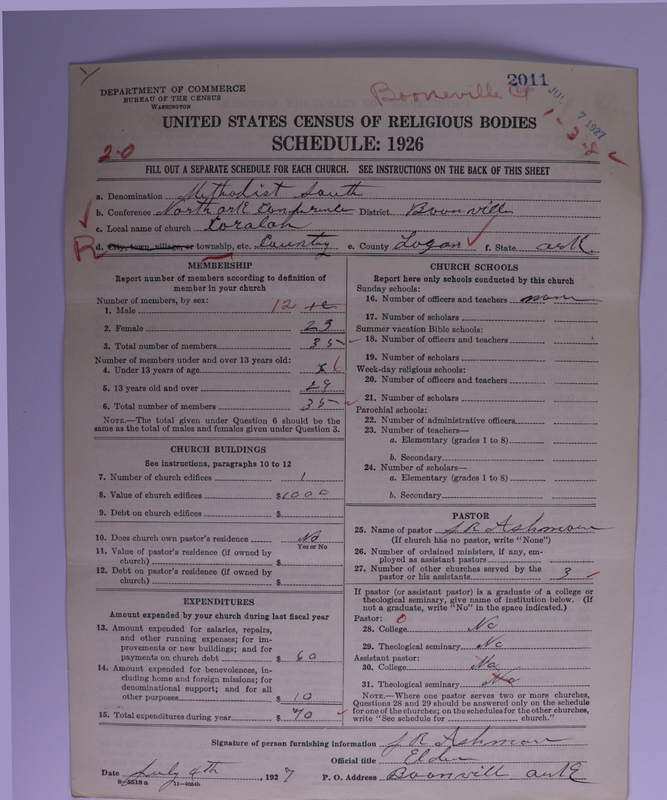 2011
JUL 7 1927
DEPARTMENT OF COMMERCE
BUREAU OF THE CENSUS
WASHINGTON
Booneville Ct
1-3-2
UNITED STATES CENSUS OF RELIGIOUS BODIES
SCHEDULE: 1926
2-0
FILL OUT A SEPARATE SCHEDULE FOR EACH CHURCH. SEE INSTRUCTIONS ON THE BACK OF THIS SHEET
a. Denomination Methodist South
b. Conference North ark Conference District Boonvill
c. Local name of church
R d. City, town, village, or township, etc. Country e. County Logan f. State ark.
MEMBERSHIP
Report number of members according to definition of
member in your church
Number of members, by sex:
1. Male 12
2. Female 23
3. Total number of members 35
Number of members under and over 13 years old:
4. Under 13 years of age 6
5. 13 years old and over 29
6. Total number of members 35
NOTE.—The total given under Question 6 should be the
same as the total of males and females given under Question 3.
CHURCH BUILDINGS
See instructions, paragraphs 10 to 12
7. Number of church edifices 1
8. Value of church edifices $1000
9. Debt on church edifices $
10. Does church own pastor's residence No
Yes or No
11. Value of pastor's residence (if owned by
church) $
12. Debt on pastor's residence (if owned by
church) $
EXPENDITURES
Amount expended by your church during last fiscal year
13. Amount expended for salaries, repairs,
and other running expenses; for im-
provements or new buildings; and for
payments on church debt $ 60
14. Amount expended for benevolences, in-
cluding home and foreign missions; for
denominational support; and for all
other purposes $ 10
15. Total expenditures during year $ 70
CHURCH SCHOOLS
Report here only schools conducted by this church
Sunday schools:
16. Number of officers and teachers none
17. Number of scholars
Summer vacation Bible schools:
18. Number of officers and teachers
19. Number of scholars
Week-day religious schools:
20. Number of officers and teachers
21. Number of scholars
Parochial schools:
22. Number of administrative officers
23. Number of teachers—
a. Elementary (grades 1 to 8)
b. Secondary
24. Number of scholars—
a. Elementary (grades 1 to 8)
b. Secondary
PASTOR
25. Name of pastor J R Ashmore
(If church has no pastor, write "None")
26. Number of ordained ministers, if any, em-
ployed as assistant pastors
27. Number of other churches served by the
pastor or his assistants 3
If pastor (or assistant pastor) is a graduate of a college or
theological seminary, give name of institution below. (If
not a graduate, write "No" in the space indicated.)
Pastor: 0
28. College No
29. Theological seminary No
Assistant pastor:
30. College No
31. Theological seminary No
NOTE.—Where one pastor serves two or more churches,
Questions 28 and 29 should be answered only on the schedule
for one of the churches; on the schedules for the other churches,
write "See schedule for church."
Signature of person furnishing information J R Ashmore
Official title Elder
Date July 4th, 1927 P. O. Address Boonvill ark